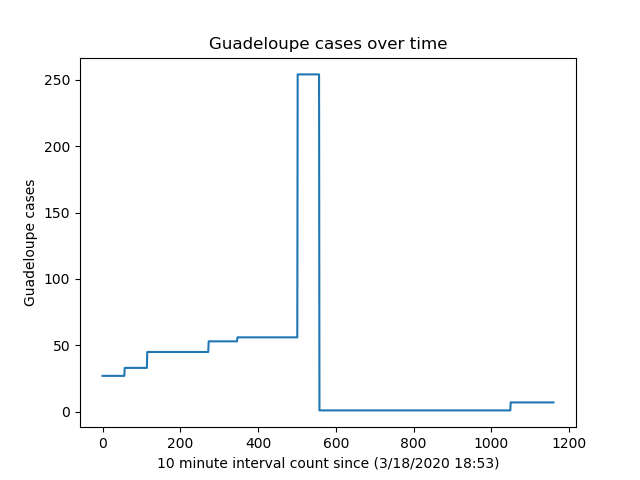 Guadeloupe cases over time
250
200
150
100
50
0
Guadeloupe cases
0 200 400 600 800 1000 1200
10 minute interval count since (3/18/2020 18:53)